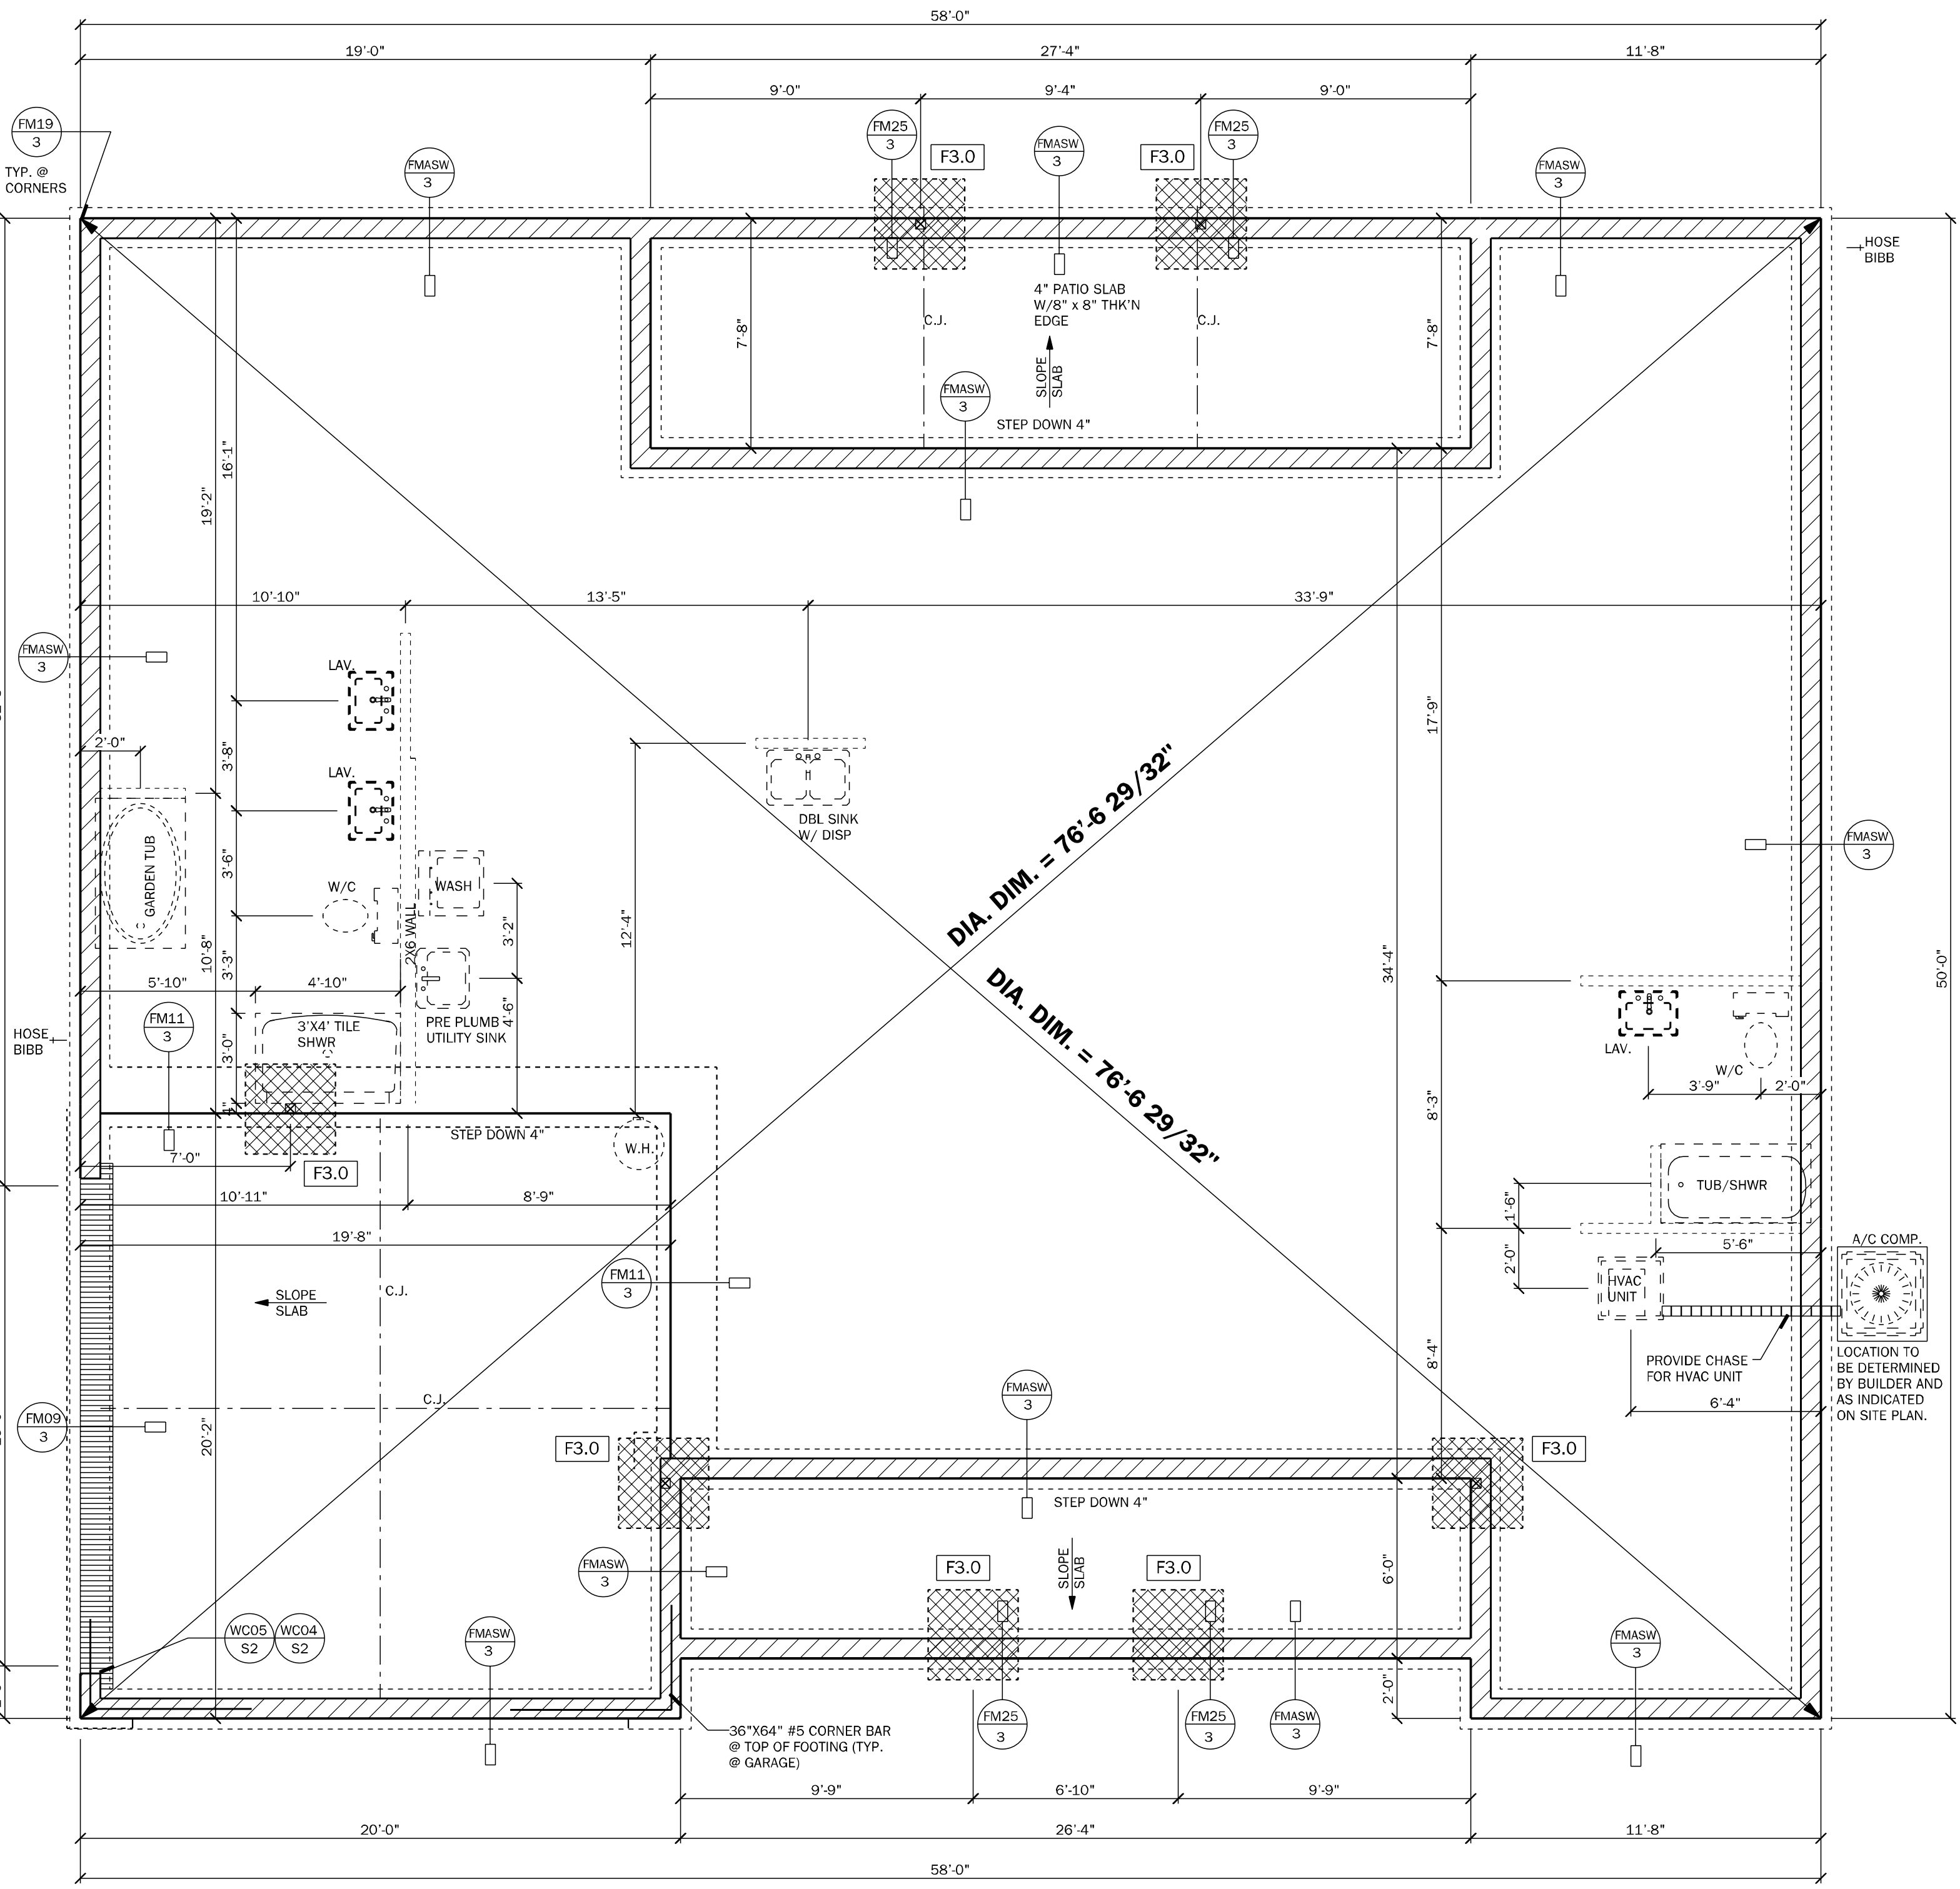 58'-0"
19'-0"
27'-4"
11'-8"
9'-0"
9'-4"
9'-0"
FM19
3
TYP. @
CORNERS
FMASW
3
FM25
3
F3.0
FMASW
3
F3.0
FM25
3
FMASW
3
HOSE
BIBB
4" PATIO SLAB
W/8" x 8" THK'N
EDGE
C.J.
C.J.
7'-8"
7'-8"
SLOPE
SLAB
FMASW
3
STEP DOWN 4"
16'-1"
19'-2"
10'-10"
13'-5"
33'-9"
FMASW
3
LAV.
17'-9"
2'-0"
3'-8"
LAV.
DBL SINK
W/ DISP
DIA. DIM. = 76'-6 29/32"
GARDEN TUB
3'-6"
W/C
WASH
2X6 WALL
3'-2"
12'-4"
FMASW
3
10'-8"
3'-3"
34'-4"
50'-0"
5'-10"
4'-10"
DIA. DIM. = 76'-6 29/32"
FM11
3
3'X4' TILE
SHWR
PRE PLUMB
UTILITY SINK
4'-6"
HOSE
BIBB
3'-0"
LAV.
W/C
3'-9"
2'-0"
4"
8'-3"
STEP DOWN 4"
W.H.
7'-0"
F3.0
10'-11"
8'-9"
TUB/SHWR
1'-6"
19'-8"
5'-6"
A/C COMP.
2'-0"
FM11
3
C.J.
SLOPE
SLAB
HVAC
UNIT
8'-4"
PROVIDE CHASE
FOR HVAC UNIT
LOCATION TO
BE DETERMINED
BY BUILDER AND
AS INDICATED
ON SITE PLAN.
6'-4"
C.J.
FMASW
3
FM09
3
20'-2"
F3.0
F3.0
STEP DOWN 4"
FMASW
3
F3.0
SLOPE
SLAB
F3.0
6'-0"
WC05
S2
WC04
S2
FMASW
3
FMASW
3
2'-0"
36"X64" #5 CORNER BAR
@ TOP OF FOOTING (TYP.
@ GARAGE)
FM25
3
FM25
3
FMASW
3
9'-9"
6'-10"
9'-9"
20'-0"
26'-4"
11'-8"
58'-0"